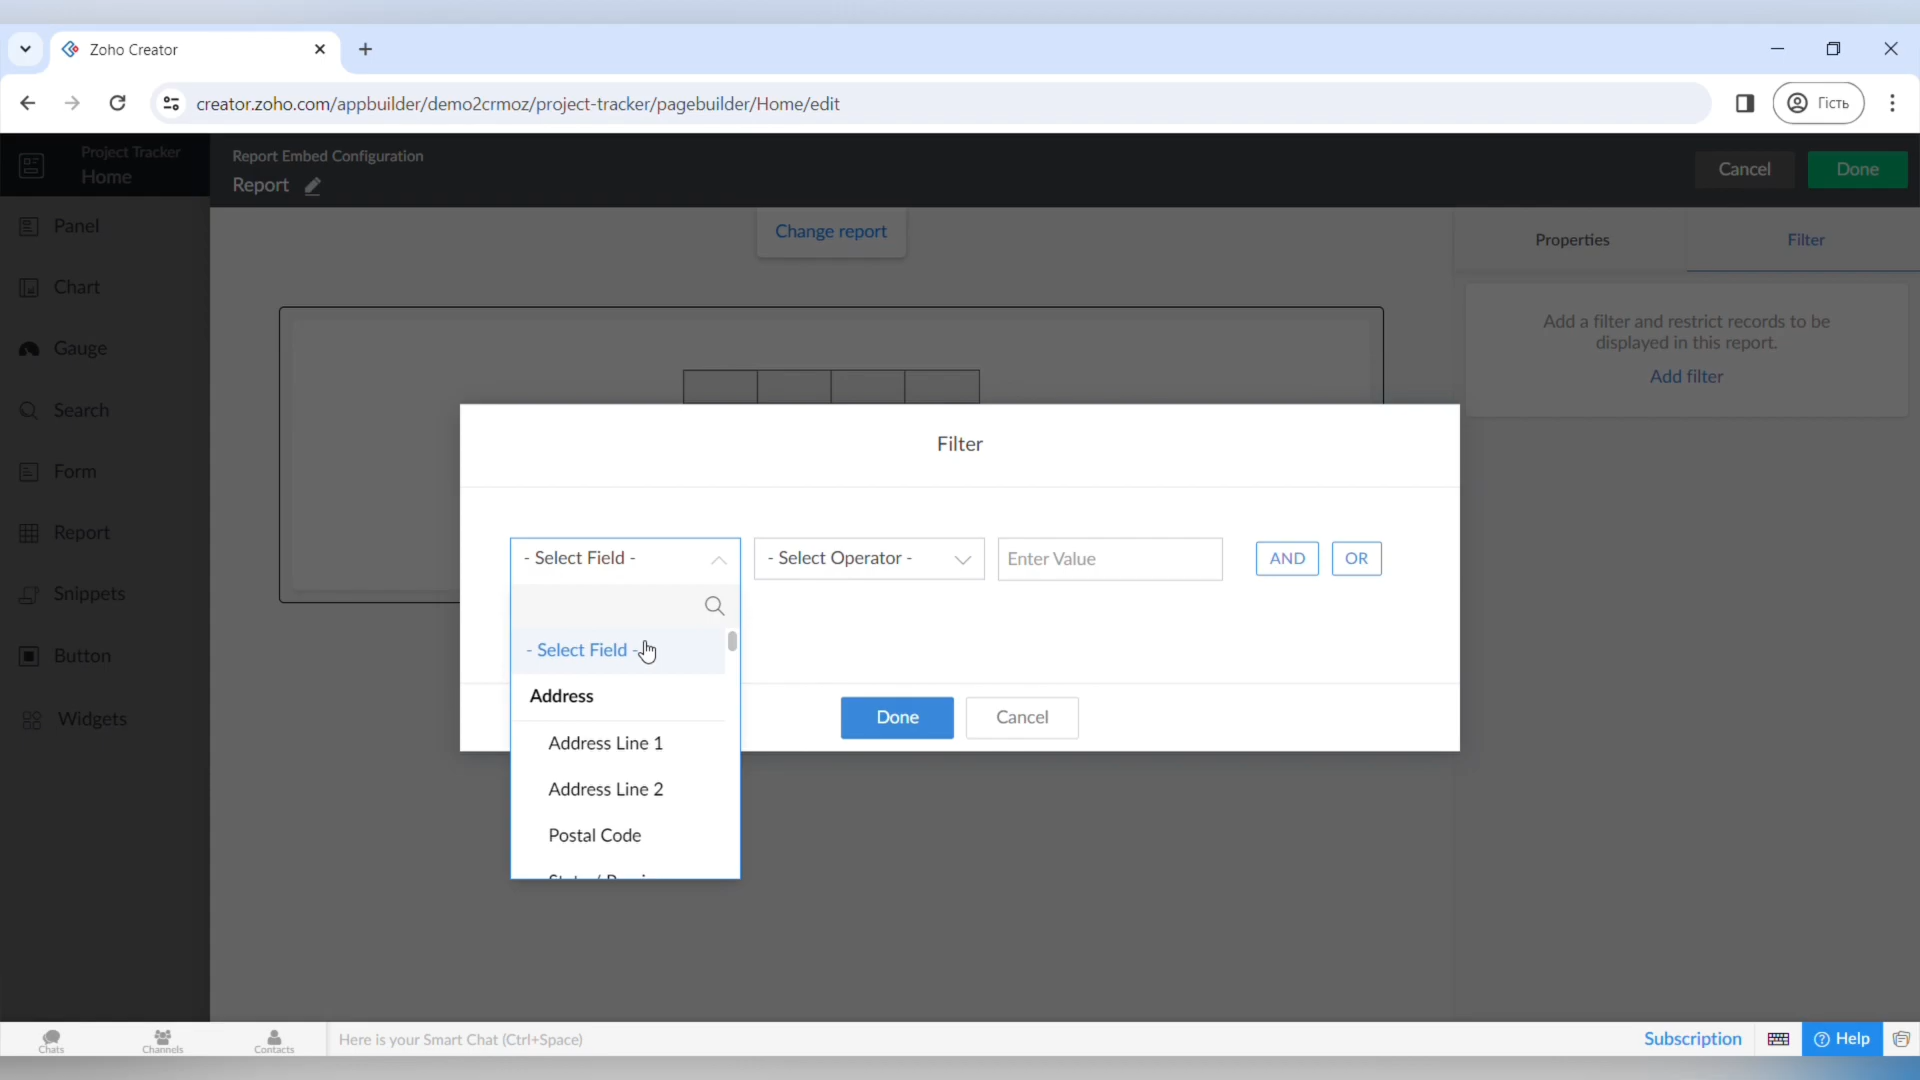 Zoho Creator
creator.zoho.com/appbuilder/demo2crmoz/project-tracker/pagebuilder/Home/edit
Гість
Project Tracker
Home
Report Embed Configuration
Report
Cancel
Done
Panel
Chart
Gauge
Search
Form
Report
Snippets
Button
Widgets
Change report
Properties
Filter
Add a filter and restrict records to be
displayed in this report.
Add filter
Filter
- Select Field -
- Select Operator -
Enter Value
AND
OR
- Select Field -
Address
Address Line 1
Address Line 2
Postal Code
Done
Cancel
Chats
Channels
Contacts
Here is your Smart Chat (Ctrl+Space)
Subscription
Help